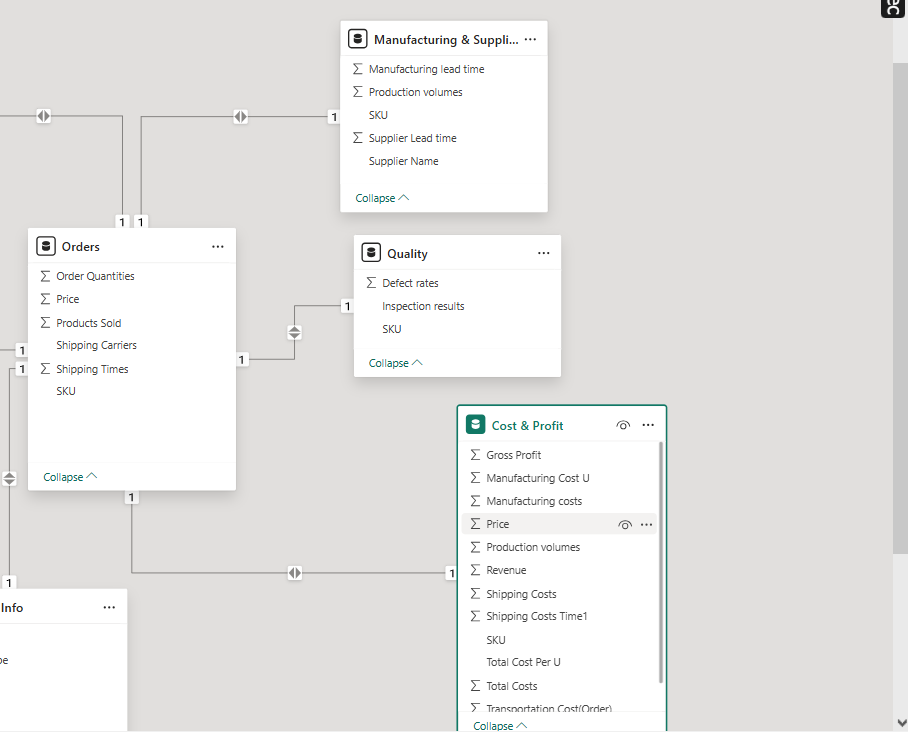 ec
Manufacturing & Suppli...
Manufacturing lead time
Production volumes
SKU
Supplier Lead time
Supplier Name
Collapse
1
1
1
Orders
Order Quantities
Price
Products Sold
Shipping Carriers
Shipping Times
SKU
Collapse
1
1
1
1
Quality
Defect rates
Inspection results
SKU
Collapse
1
1
1
Cost & Profit
Gross Profit
Manufacturing Cost U
Manufacturing costs
Price
Production volumes
Revenue
Shipping Costs
Shipping Costs Time1
SKU
Total Cost Per U
Total Costs
Transportation Cost(Order)
Collapse
Info
pe